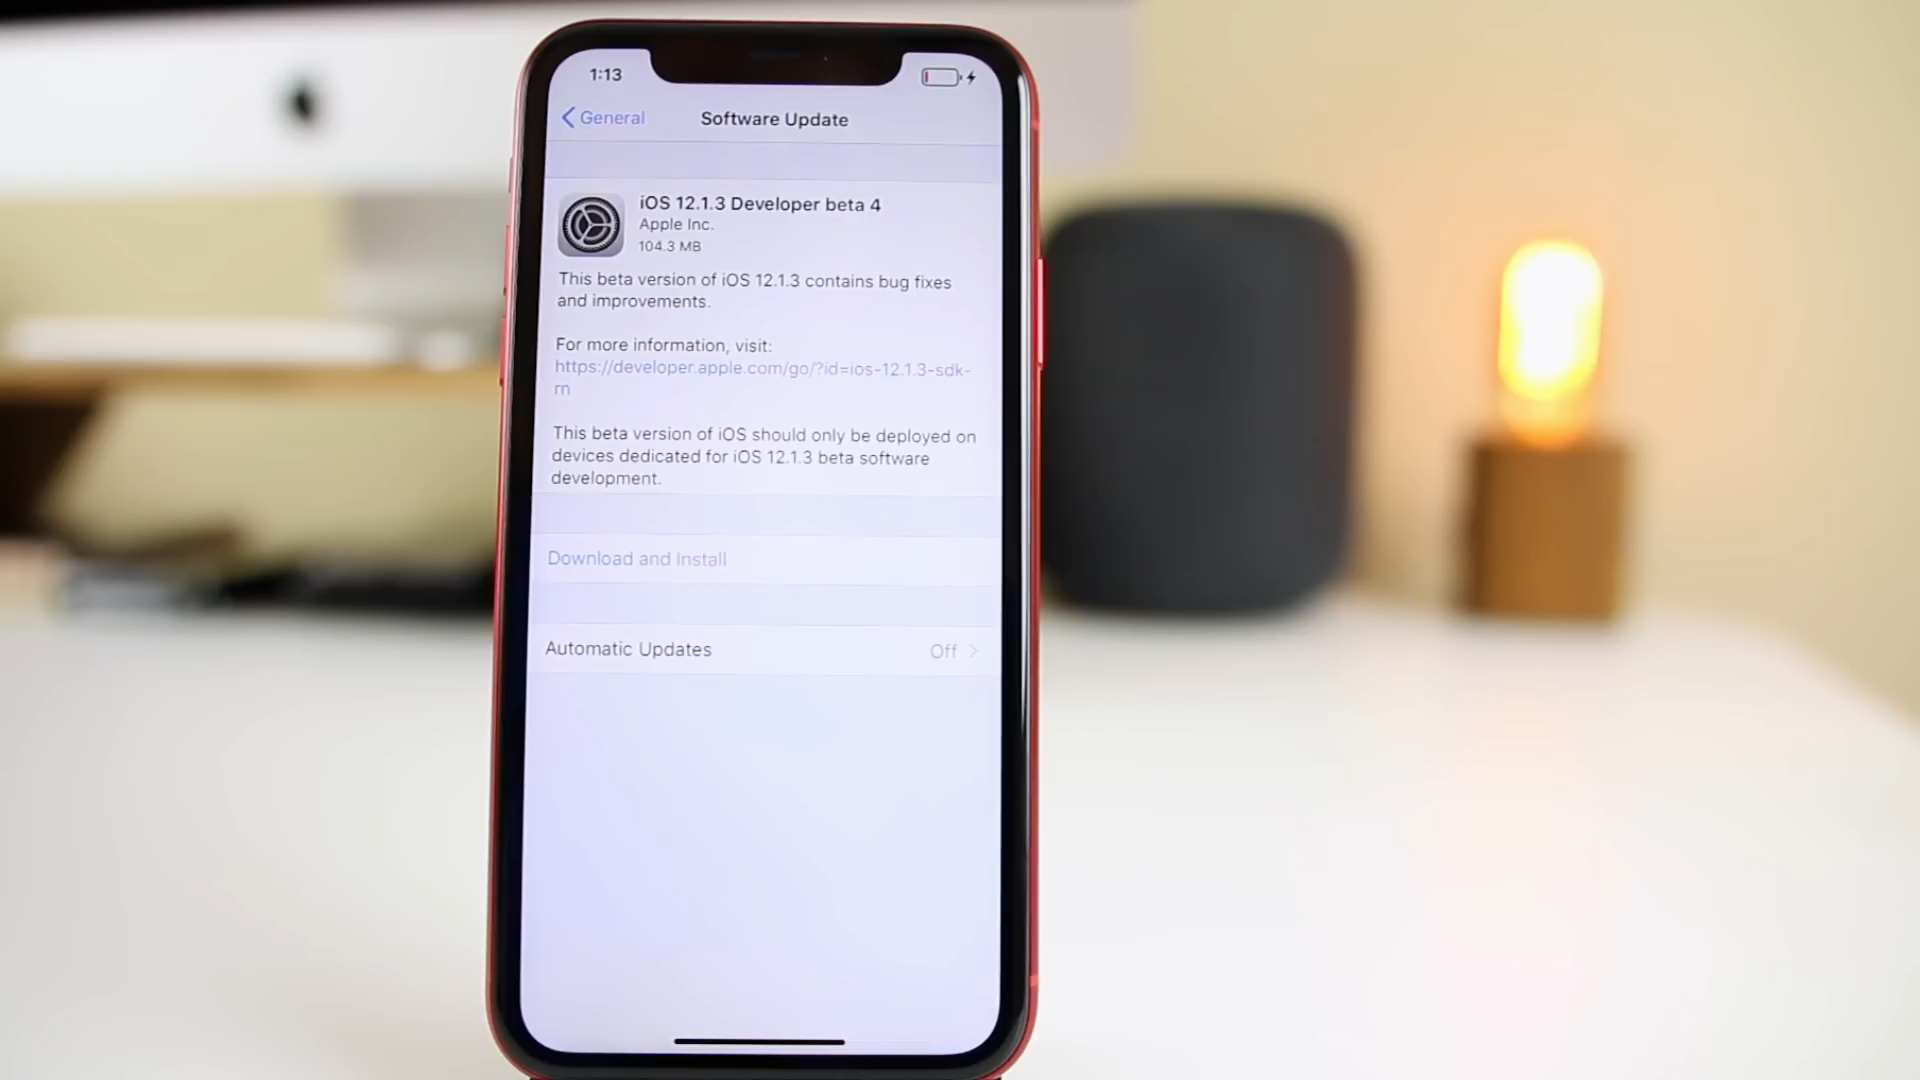 1:13
General
Software Update
iOS 12.1.3 Developer beta 4
Apple Inc.
104.3 MB
This beta version of iOS 12.1.3 contains bug fixes
and improvements.
For more information, visit:
https://developer.apple.com/go/?id=ios-12.1.3-sdk-
rn
This beta version of iOS should only be deployed on
devices dedicated for iOS 12.1.3 beta software
development.
Download and Install
Automatic Updates Off